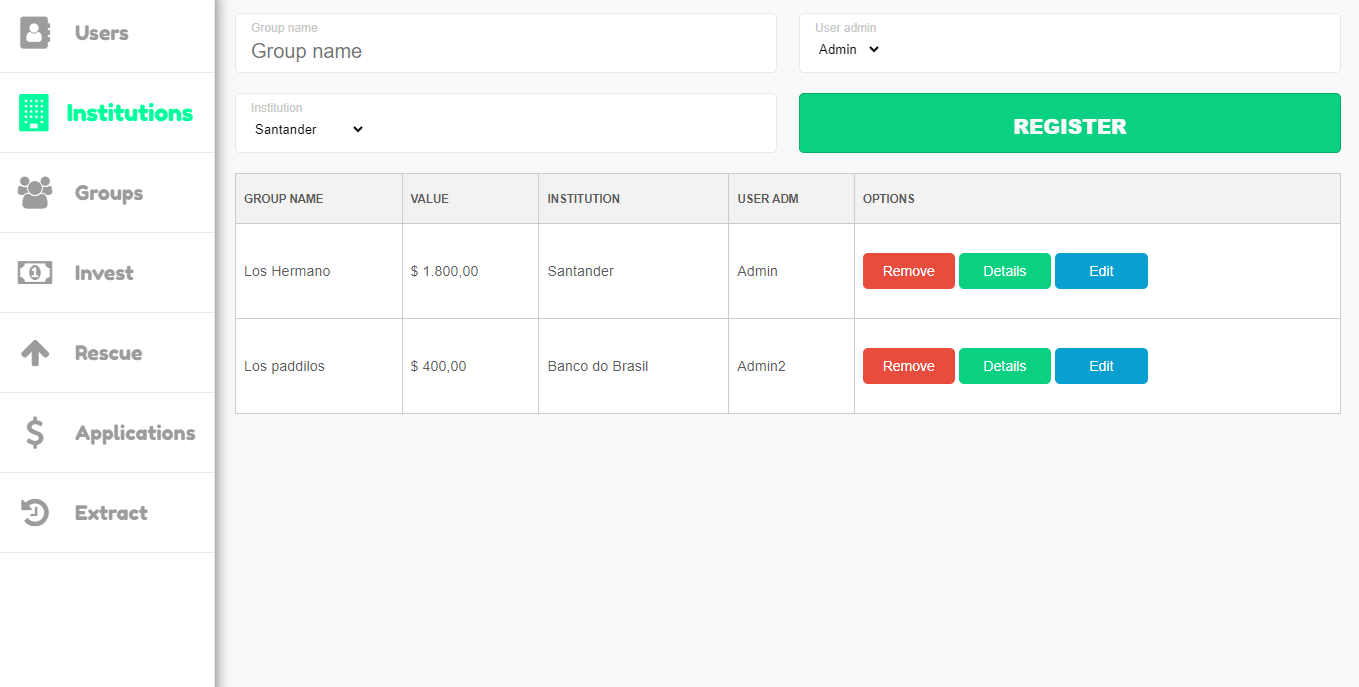 Users
Institutions
Groups
Invest
Rescue
Applications
Extract
Group name
Group name
User admin
Admin
Institution
Santander
REGISTER
GROUP NAME VALUE INSTITUTION USER ADM OPTIONS
Los Hermano $ 1.800,00 Santander Admin Remove Details Edit
Los paddilos $ 400,00 Banco do Brasil Admin2 Remove Details Edit